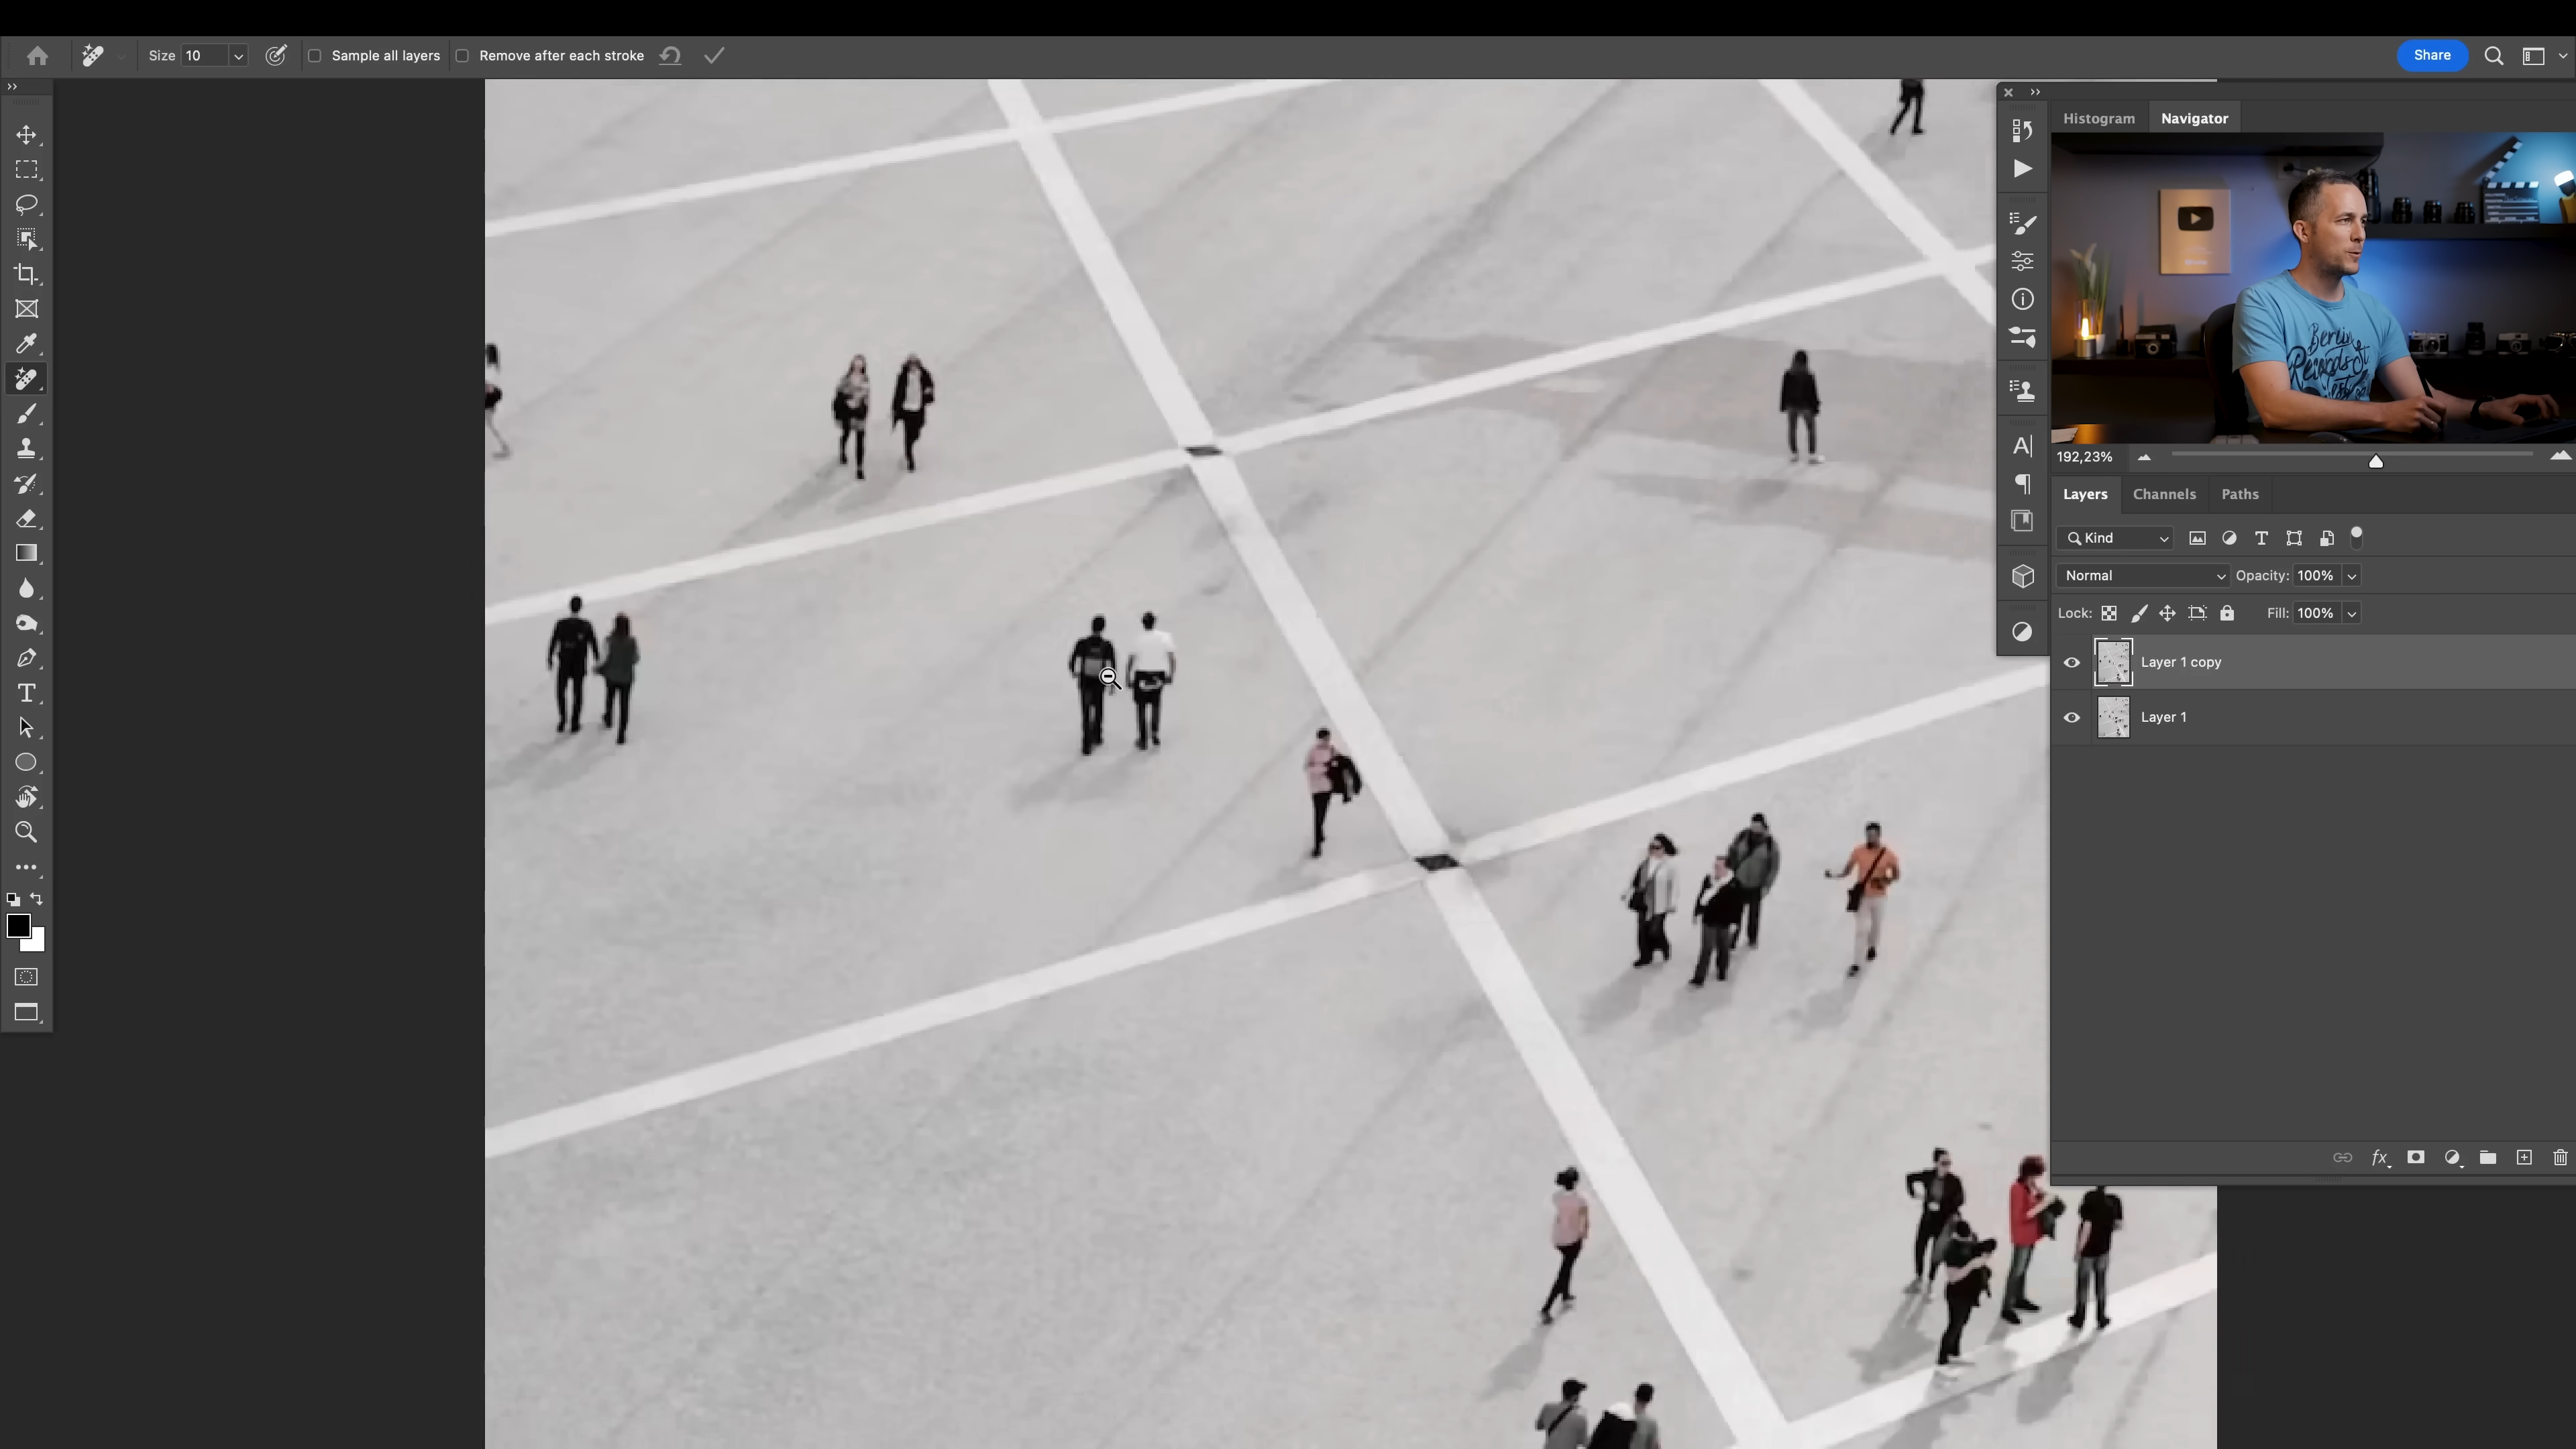 Size 10 Sample all layers Remove after each stroke Share
Histogram Navigator
192,23%
Layers Channels Paths
Kind
Normal Opacity: 100%
Lock: Fill: 100%
Layer 1 copy
Layer 1
fx